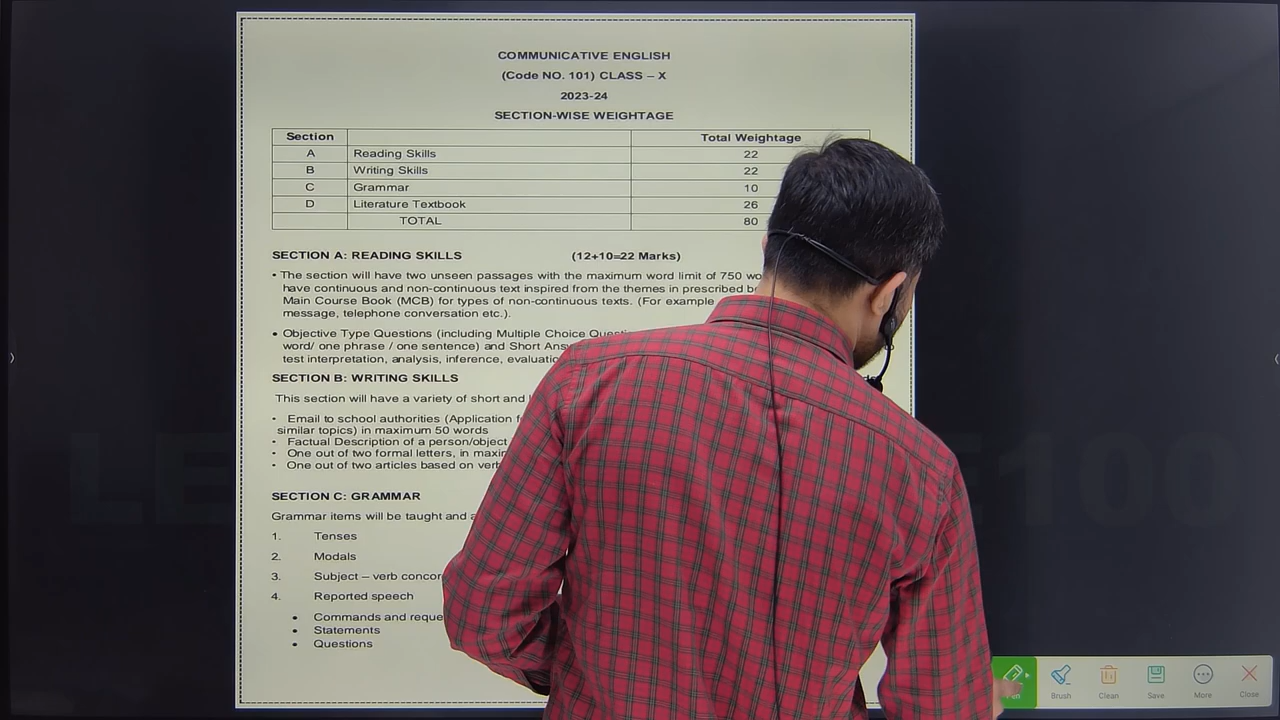 COMMUNICATIVE ENGLISH
(Code NO. 101) CLASS – X
2023-24
SECTION-WISE WEIGHTAGE
Section Total Weightage
A Reading Skills 22
B Writing Skills 22
C Grammar 10
D Literature Textbook 26
TOTAL 80
SECTION A: READING SKILLS (12+10=22 Marks)
• The section will have two unseen passages with the maximum word limit of 750
have continuous and non-continuous text inspired from the themes in prescribed
Main Course Book (MCB) for types of non-continuous texts. (For example
message, telephone conversation etc.).
• Objective Type Questions (including Multiple Choice
word/ one phrase / one sentence) and Short
test interpretation, analysis, inference,
SECTION B: WRITING SKILLS
This section will have a variety of short and
• Email to school authorities (Application
similar topics) in maximum 50 words
• Factual Description of a person/object
• One out of two formal letters, in
• One out of two articles based on
SECTION C: GRAMMAR
Grammar items will be taught and
1. Tenses
2. Modals
3. Subject – verb
4. Reported speech
• Commands and
• Statements
• Questions
Pen Brush Clean Save More Close